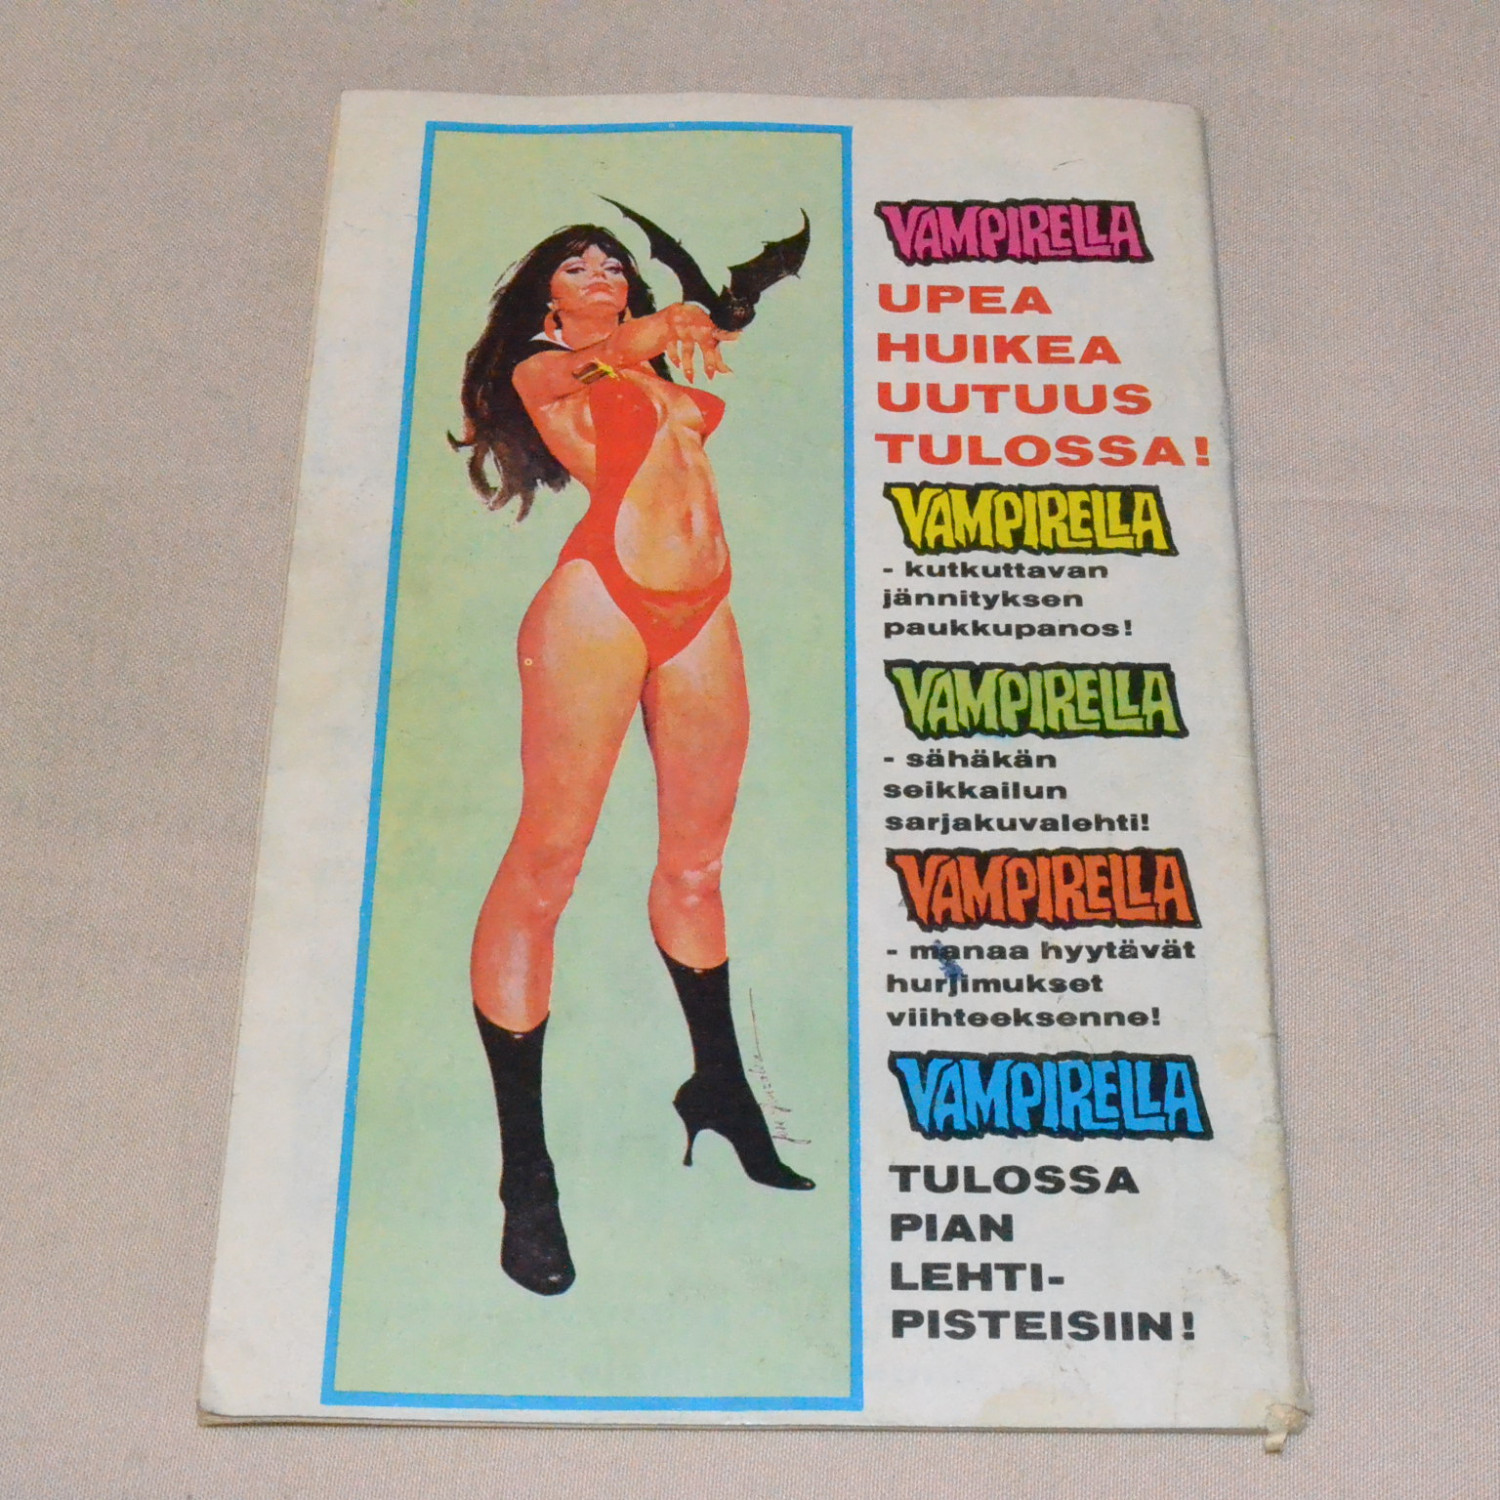 VAMPIRELLA
UPEA
HUIKEA
UUTUUS
TULOSSA!
VAMPIRELLA
- kutkuttavan
jännityksen
paukkupanos!
VAMPIRELLA
- sähäkän
seikkailun
sarjakuvalehti!
VAMPIRELLA
- manaa hyytävät
hurjimukset
viihteeksenne!
VAMPIRELLA
TULOSSA
PIAN
LEHTI-
PISTEISIIN!